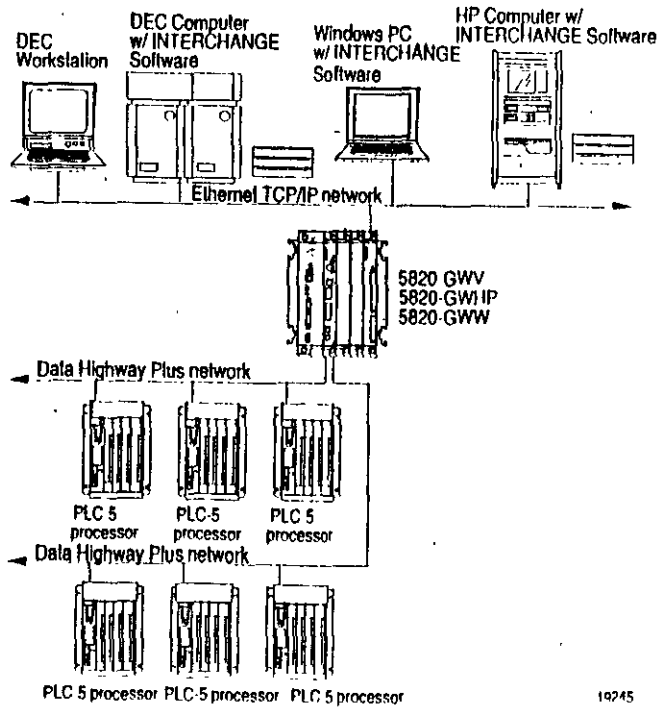 DEC
Workstation
DEC Computer
w/ INTERCHANGE
Software
Windows PC
w/ INTERCHANGE
Software
HP Computer w/
INTERCHANGE Software
Ethernet TCP/IP network
5820 GWV
5820-GWHP
5820-GWW
Data Highway Plus network
PLC 5
processor
PLC-5
processor
PLC 5
processor
Data Highway Plus network
PLC 5 processor
PLC-5 processor
PLC 5 processor
19245